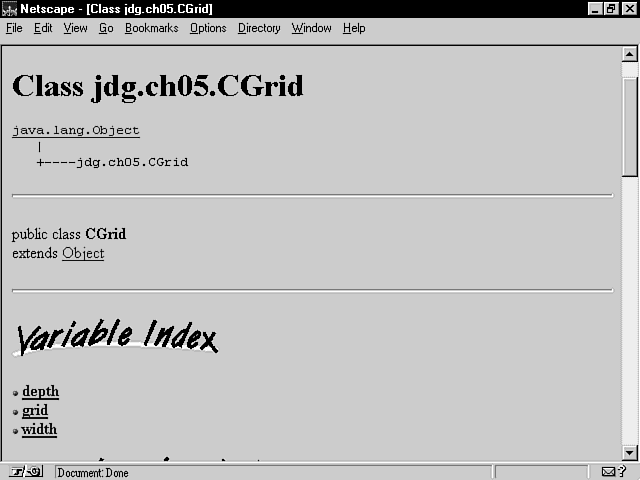 Netscape - [Class jdg.ch05.CGrid]
File Edit View Go Bookmarks Options Directory Window Help
Class jdg.ch05.CGrid
java.lang.Object
|
+----jdg.ch05.CGrid
public class CGrid
extends Object
Variable Index
depth
grid
width
Document: Done
?